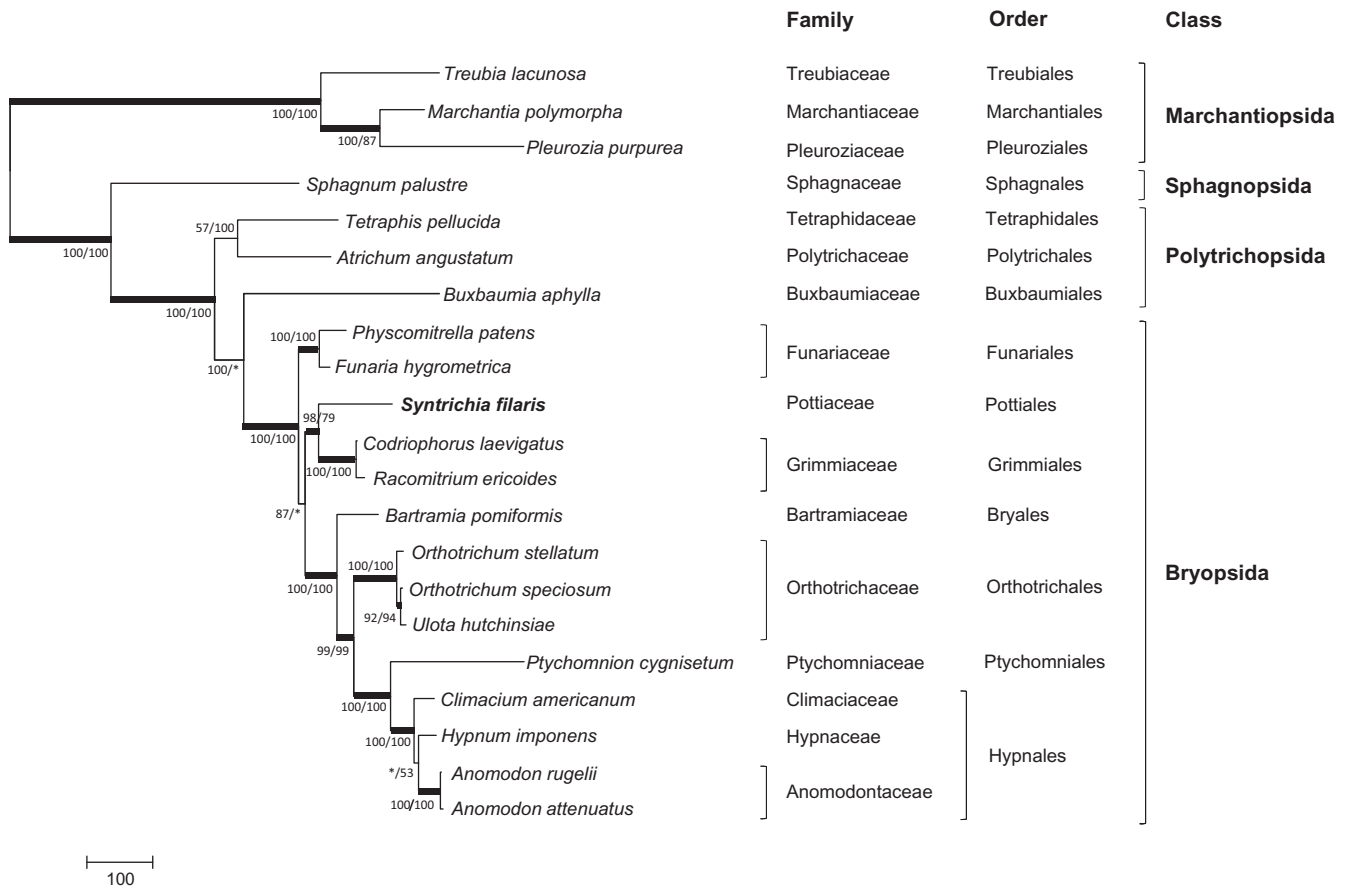 Family Order Class
Treubia lacunosa Treubiaceae Treubiales
100/100
Marchantia polymorpha Marchantiaceae Marchantiales
Marchantiopsida
100/87
Pleurozia purpurea Pleuroziaceae Pleuroziales
Sphagnum palustre Sphagnaceae Sphagnales Sphagnopsida
100/100
Tetraphis pellucida Tetraphidaceae Tetraphidales
57/100
Atrichum angustatum Polytrichaceae Polytrichales Polytrichopsida
Buxbaumia aphylla Buxbaumiaceae Buxbaumiales
100/100
Physcomitrella patens
100/100
Funariaceae Funariales
Funaria hygrometrica
100/*
Syntrichia filaris Pottiaceae Pottiales
98/79
100/100
Codriophorus laevigatus
Grimmiaceae Grimmiales
100/100
Racomitrium ericoides
87/*
Bartramia pomiformis Bartramiaceae Bryales
Orthotrichum stellatum
100/100
Bryopsida
100/100
Orthotrichum speciosum Orthotrichaceae Orthotrichales
92/94
Ulota hutchinsiae
99/99
Ptychomnion cygnisetum Ptychomniaceae Ptychomniales
Climacium americanum Climaciaceae
100/100
Hypnum imponens Hypnaceae
100/100
Hypnales
*/53
Anomodon rugelii
Anomodontaceae
100/100
Anomodon attenuatus
100